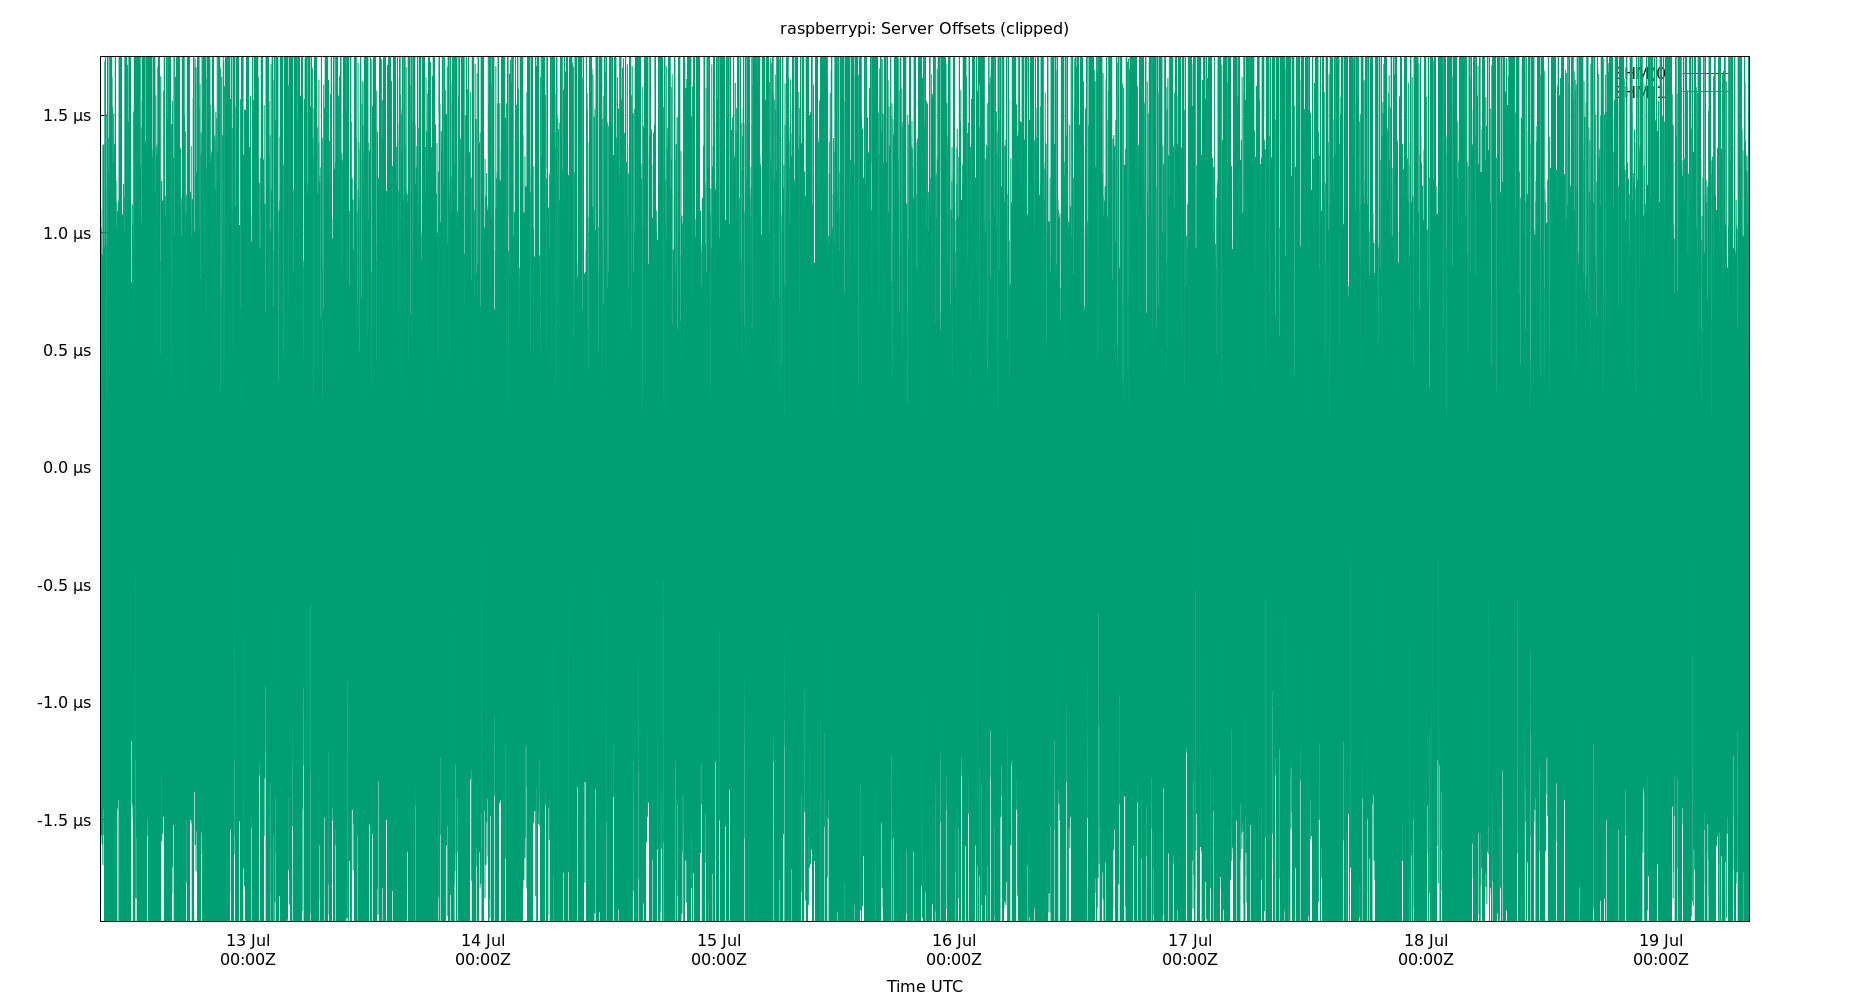 raspberrypi: Server Offsets (clipped)
1.5 µs
1.0 µs
0.5 µs
0.0 µs
-0.5 µs
-1.0 µs
-1.5 µs
13 Jul 14 Jul 15 Jul 16 Jul 17 Jul 18 Jul 19 Jul
00:00Z 00:00Z 00:00Z 00:00Z 00:00Z 00:00Z 00:00Z
Time UTC